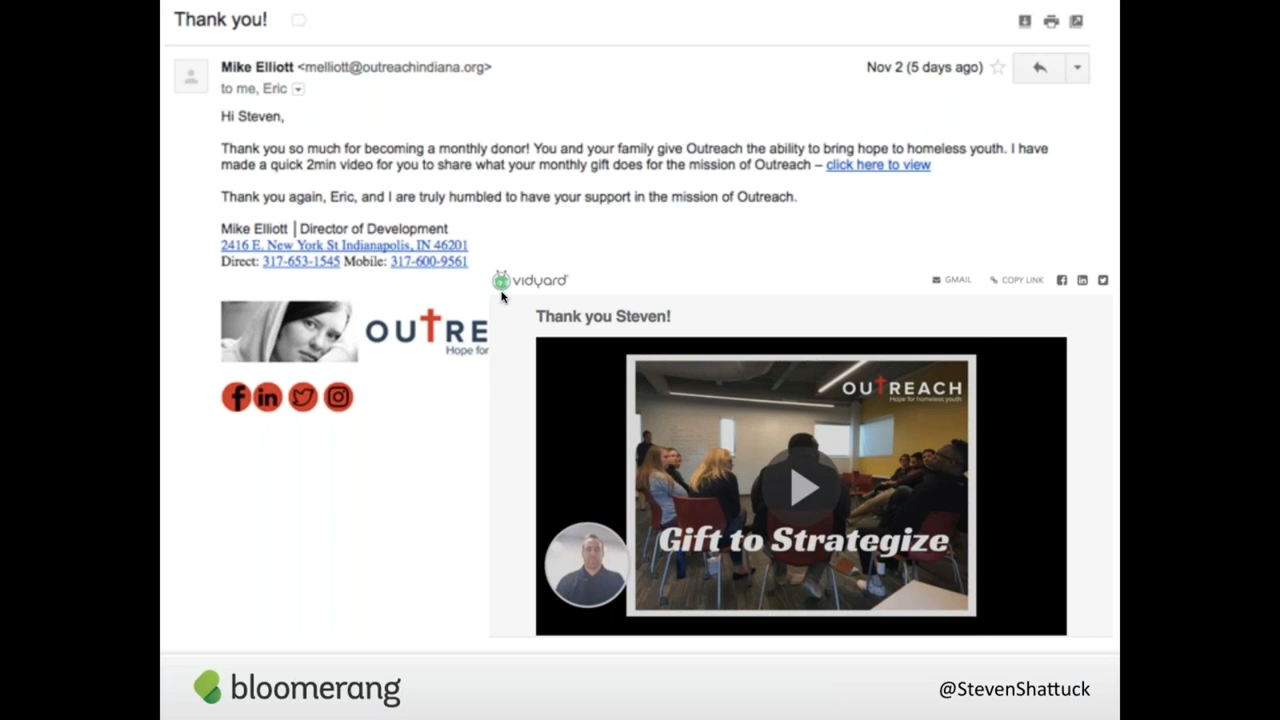 Thank you!
Mike Elliott <melliott@outreachindiana.org>
Nov 2 (5 days ago)
to me, Eric
Hi Steven,
Thank you so much for becoming a monthly donor! You and your family give Outreach the ability to bring hope to homeless youth. I have
made a quick 2min video for you to share what your monthly gift does for the mission of Outreach – click here to view
Thank you again, Eric, and I are truly humbled to have your support in the mission of Outreach.
Mike Elliott | Director of Development
2416 E. New York St Indianapolis, IN 46201
Direct: 317-653-1545 Mobile: 317-600-9561
vidyard
GMAIL
COPY LINK
Thank you Steven!
OUTRE
Hope for
OUTREACH
Hope for homeless youth
Gift to Strategize
bloomerang
@StevenShattuck